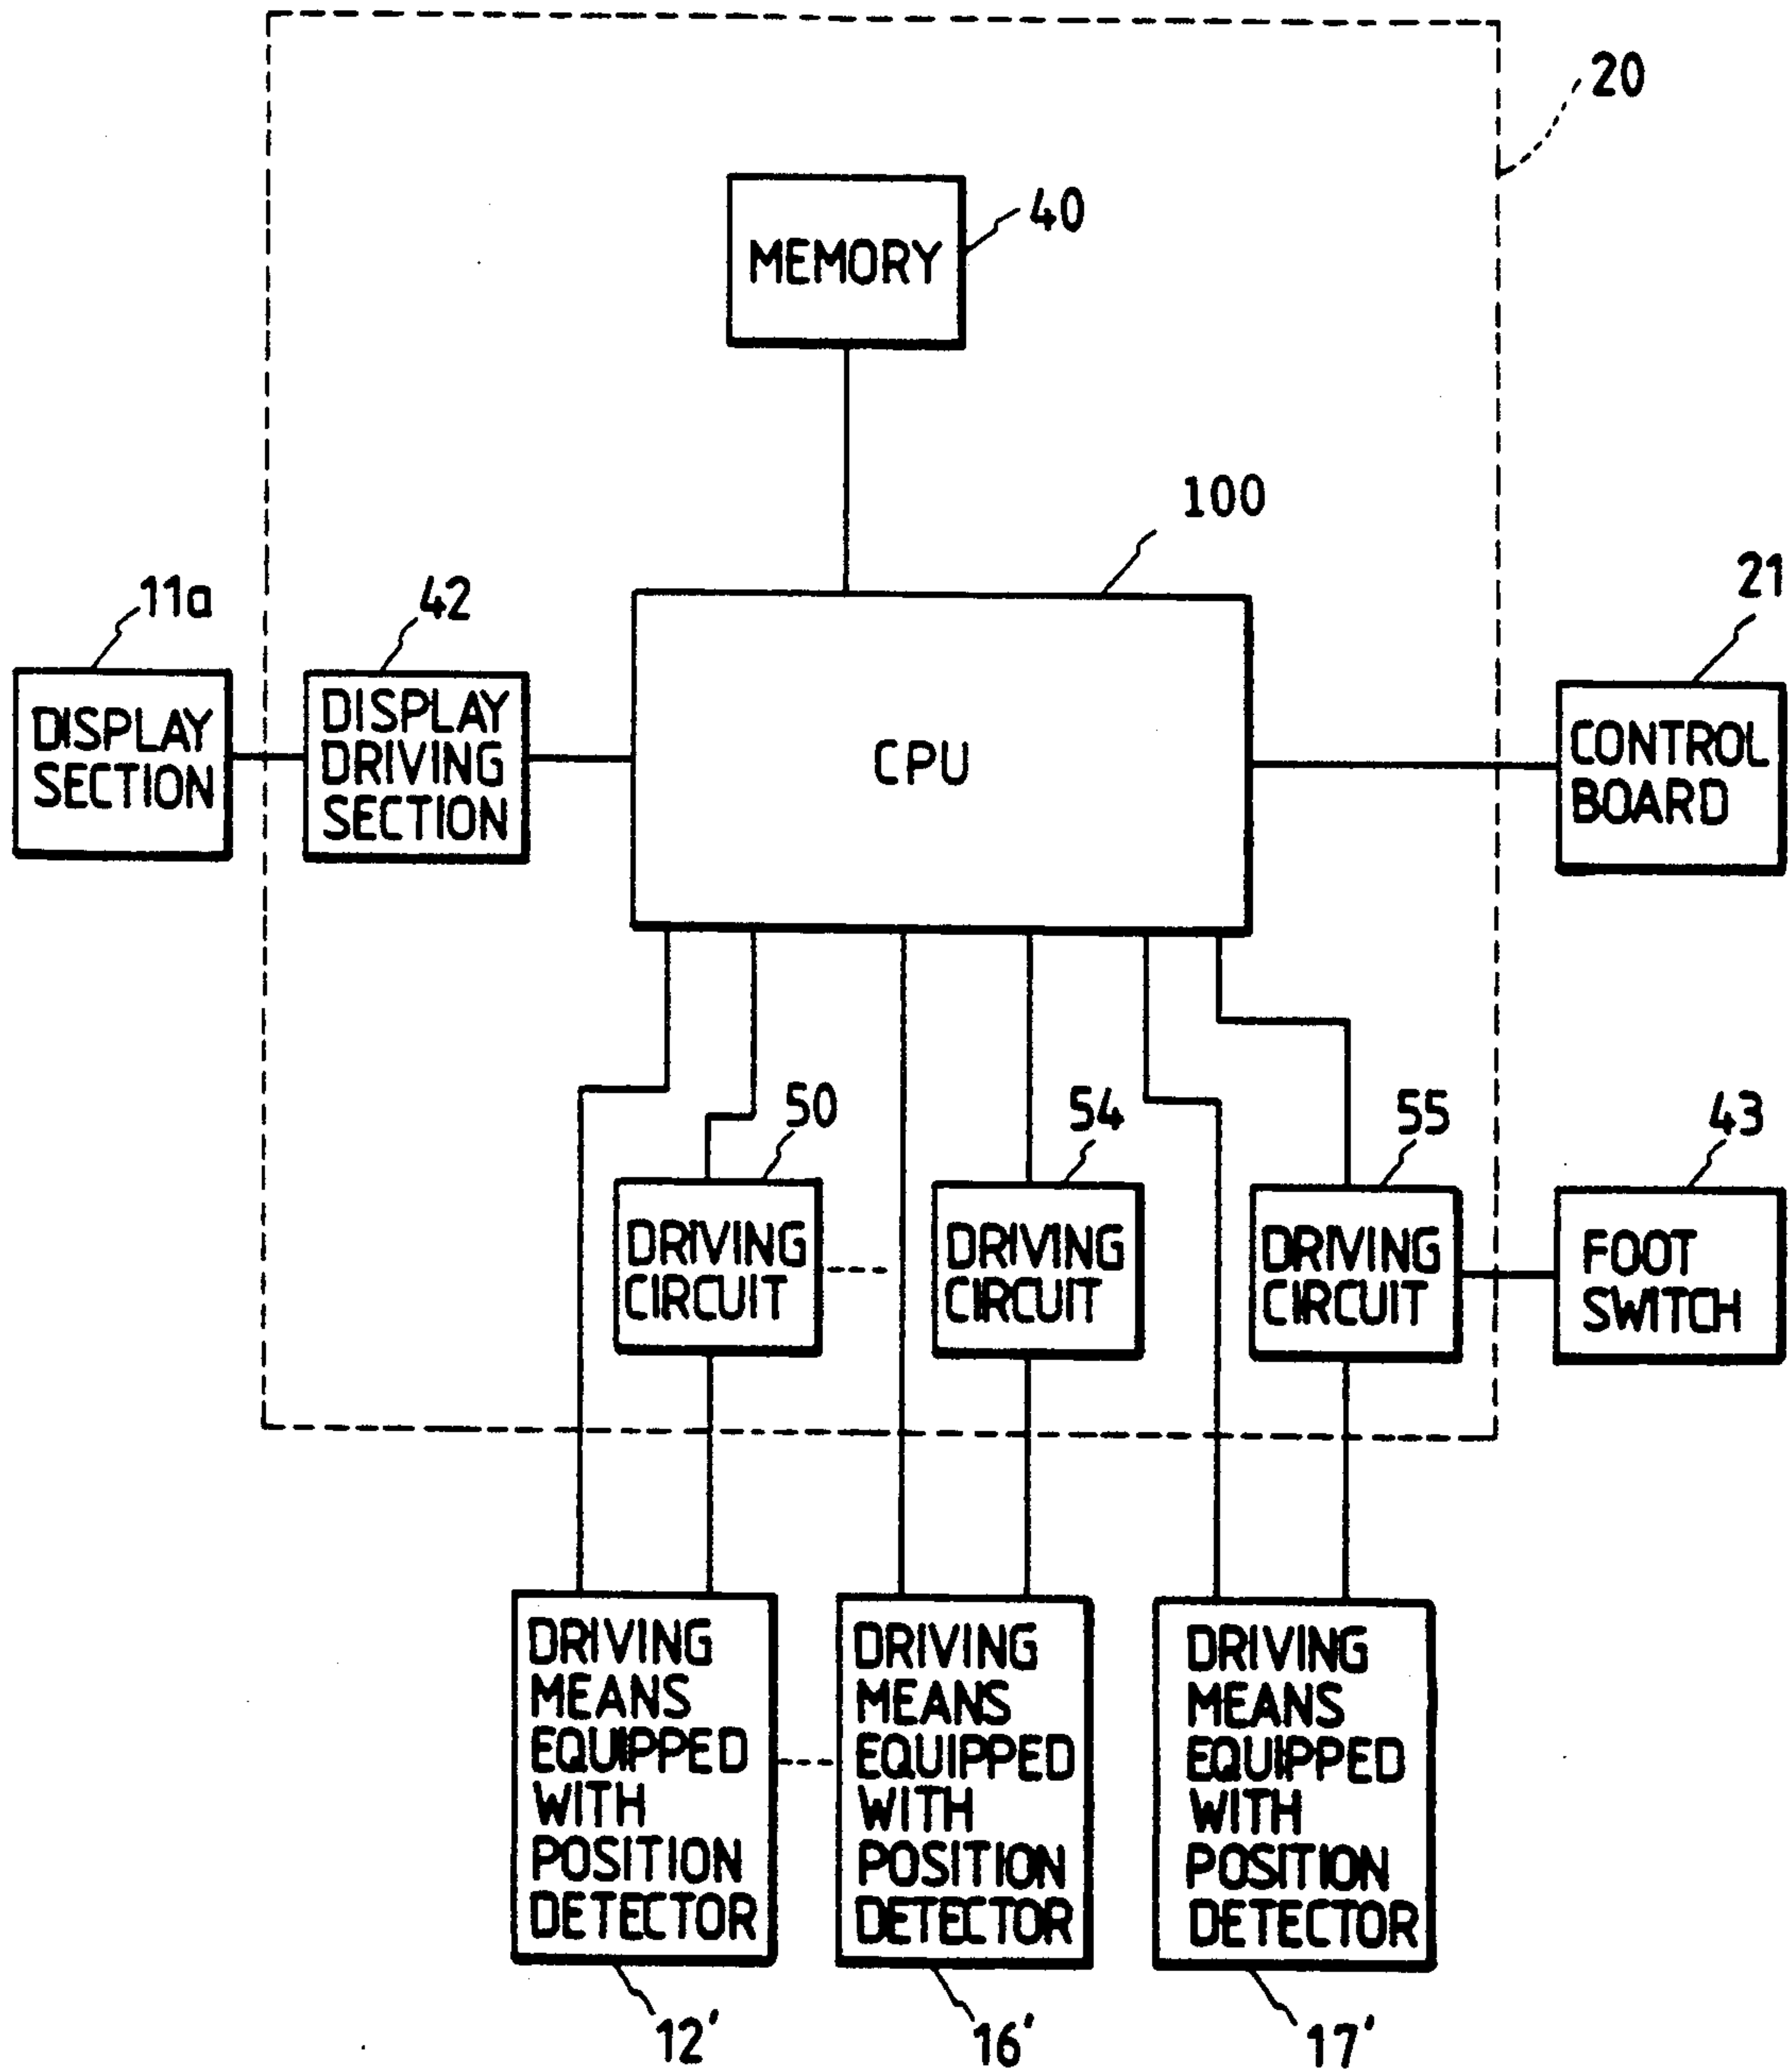 20
40
MEMORY
100
11a
42
21
DISPLAY
SECTION
DISPLAY
DRIVING
SECTION
CPU
CONTROL
BOARD
50
54
55
43
DRIVING
CIRCUIT
DRIVING
CIRCUIT
DRIVING
CIRCUIT
FOOT
SWITCH
DRIVING
MEANS
EQUIPPED
WITH
POSITION
DETECTOR
DRIVING
MEANS
EQUIPPED
WITH
POSITION
DETECTOR
DRIVING
MEANS
EQUIPPED
WITH
POSITION
DETECTOR
12'
16'
17'